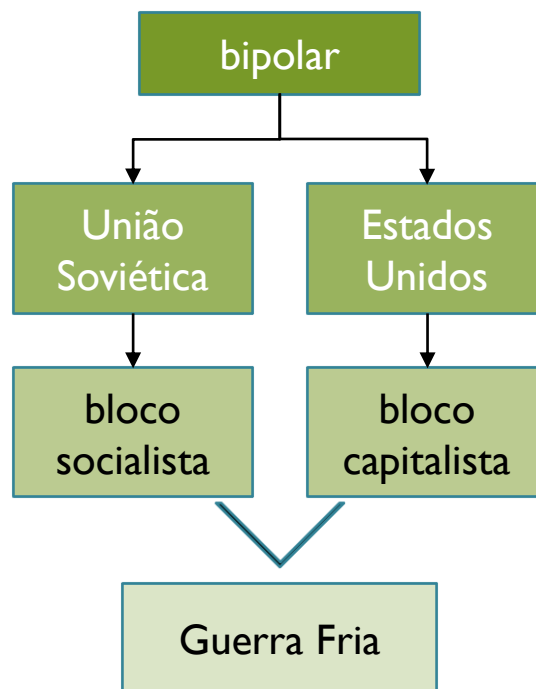 bipolar
União
Soviética
Estados
Unidos
bloco
socialista
bloco
capitalista
Guerra Fria